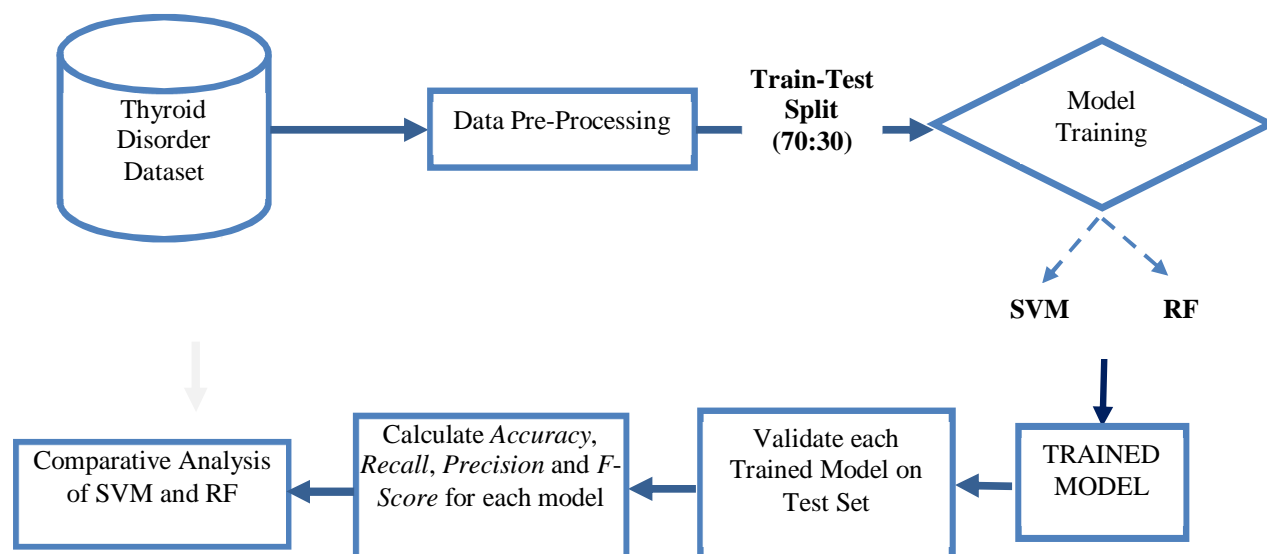 Thyroid
Disorder
Dataset
Data Pre-Processing
Train-Test
Split
(70:30)
Model
Training
SVM
RF
TRAINED
MODEL
Validate each
Trained Model on
Test Set
Calculate Accuracy,
Recall, Precision and F-
Score for each model
Comparative Analysis
of SVM and RF